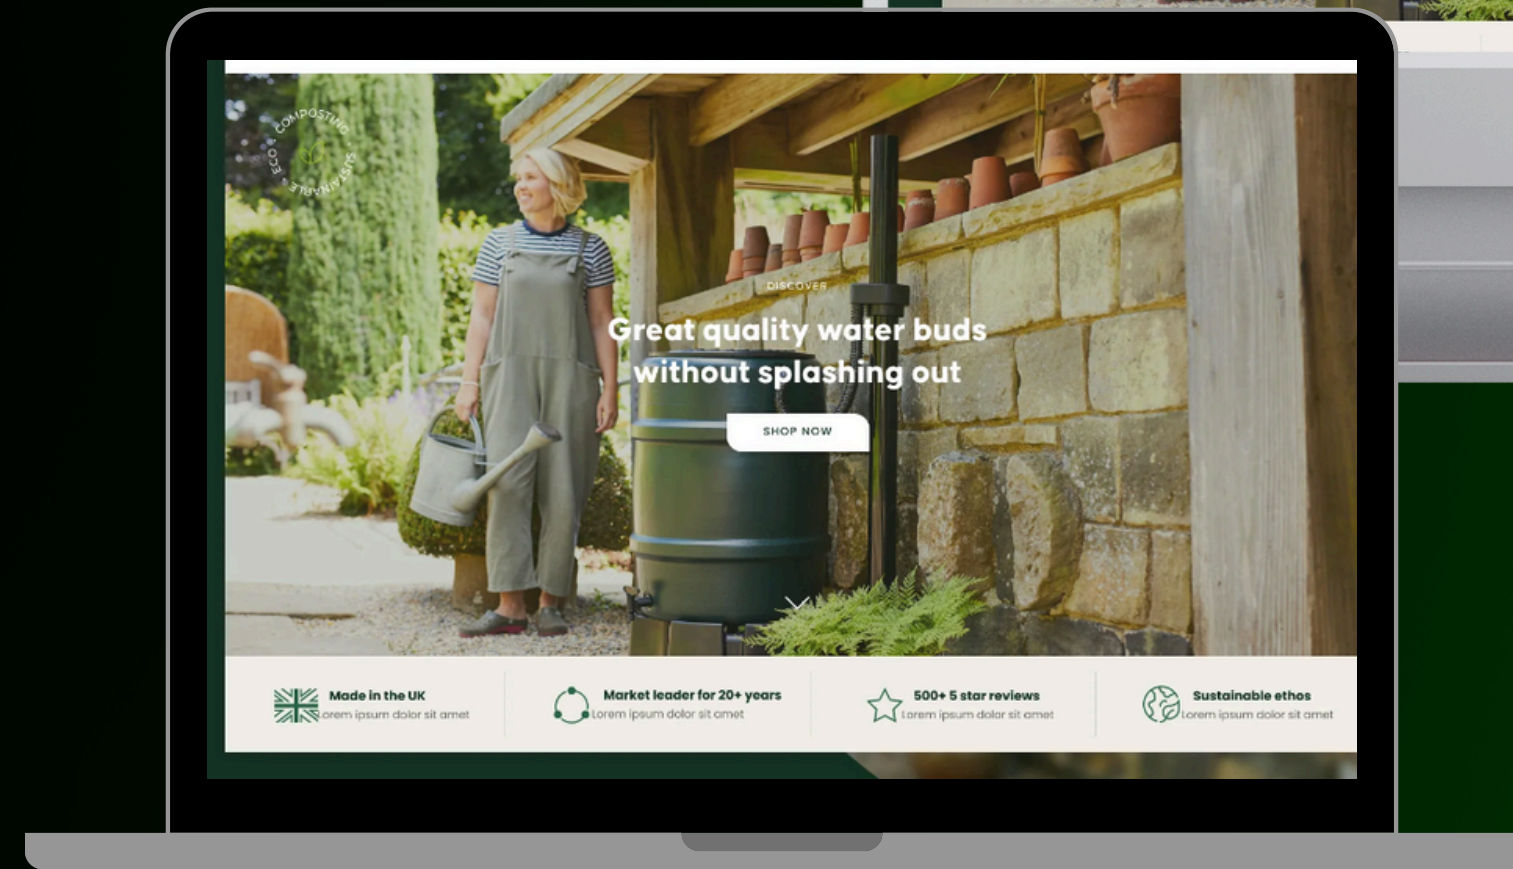 COMPOSTING • SUSTAINABLE • ECO •
DISCOVER
Great quality water buds
without splashing out
SHOP NOW
Made in the UK
Lorem ipsum dolor sit amet
Market leader for 20+ years
Lorem ipsum dolor sit amet
500+ 5 star reviews
Lorem ipsum dolor sit amet
Sustainable ethos
Lorem ipsum dolor sit amet